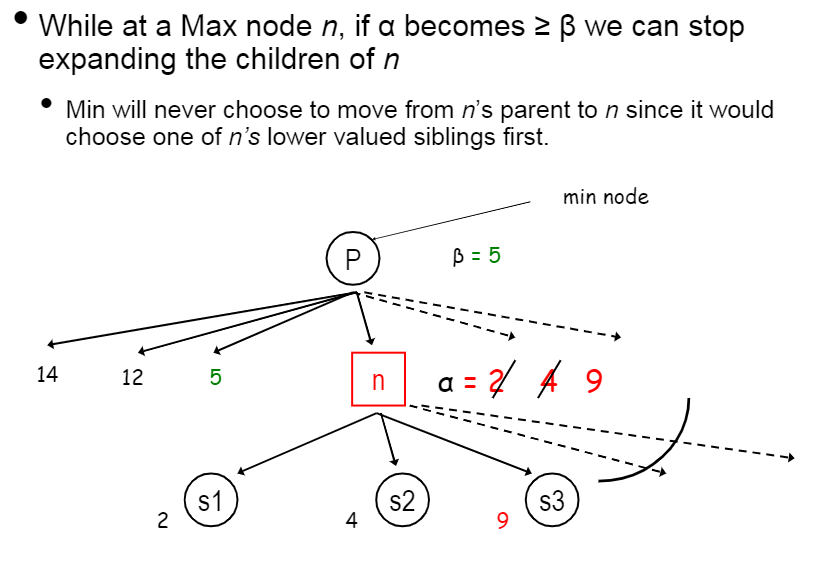 • While at a Max node n, if α becomes ≥ β we can stop
expanding the children of n
• Min will never choose to move from n's parent to n since it would
choose one of n's lower valued siblings first.
min node
P
β = 5
14
12
5
n
α = 2 4 9
s1
s2
s3
2
4
9